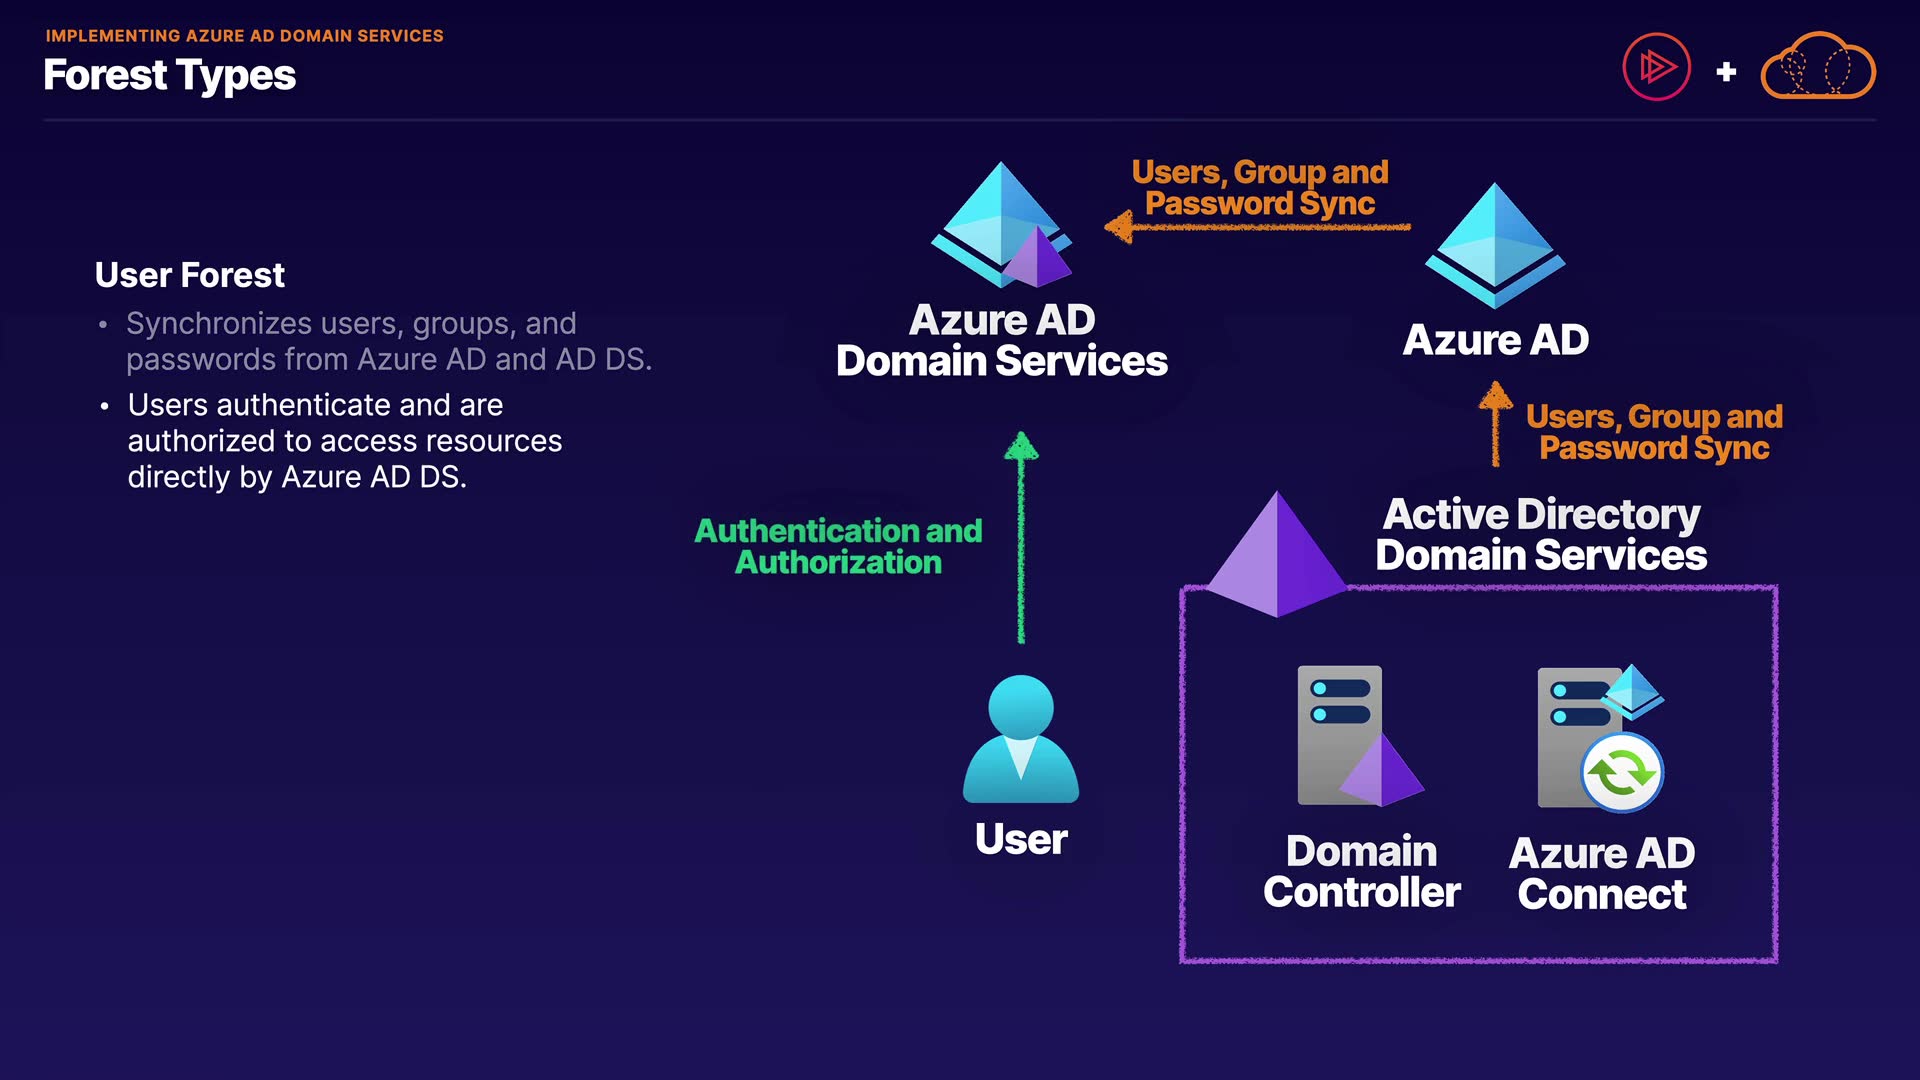 IMPLEMENTING AZURE AD DOMAIN SERVICES
Forest Types
User Forest
• Synchronizes users, groups, and
passwords from Azure AD and AD DS.
• Users authenticate and are
authorized to access resources
directly by Azure AD DS.
Users, Group and
Password Sync
Azure AD
Domain Services
Azure AD
Users, Group and
Password Sync
Authentication and
Authorization
Active Directory
Domain Services
User
Domain
Controller
Azure AD
Connect